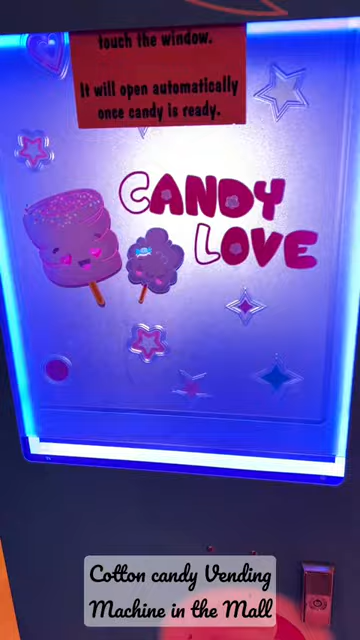 touch the window.
It will open automatically
once candy is ready.
CANDY
LOVE
Cotton candy Vending
Machine in the Mall